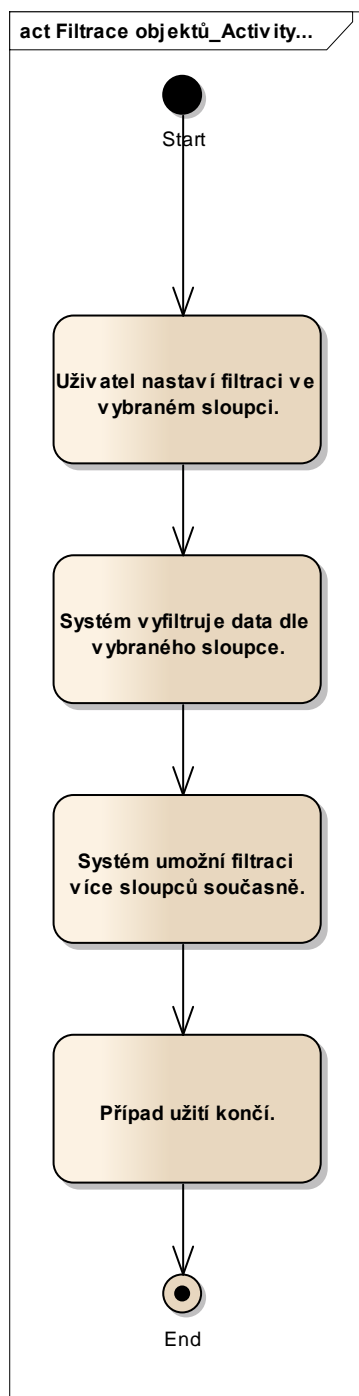 act Filtrace objektů_Activity...
Start
Uživatel nastaví filtraci ve
vybraném sloupci.
Systém vyfiltruje data dle
vybraného sloupce.
Systém umožní filtraci
více sloupců současně.
Případ užití končí.
End